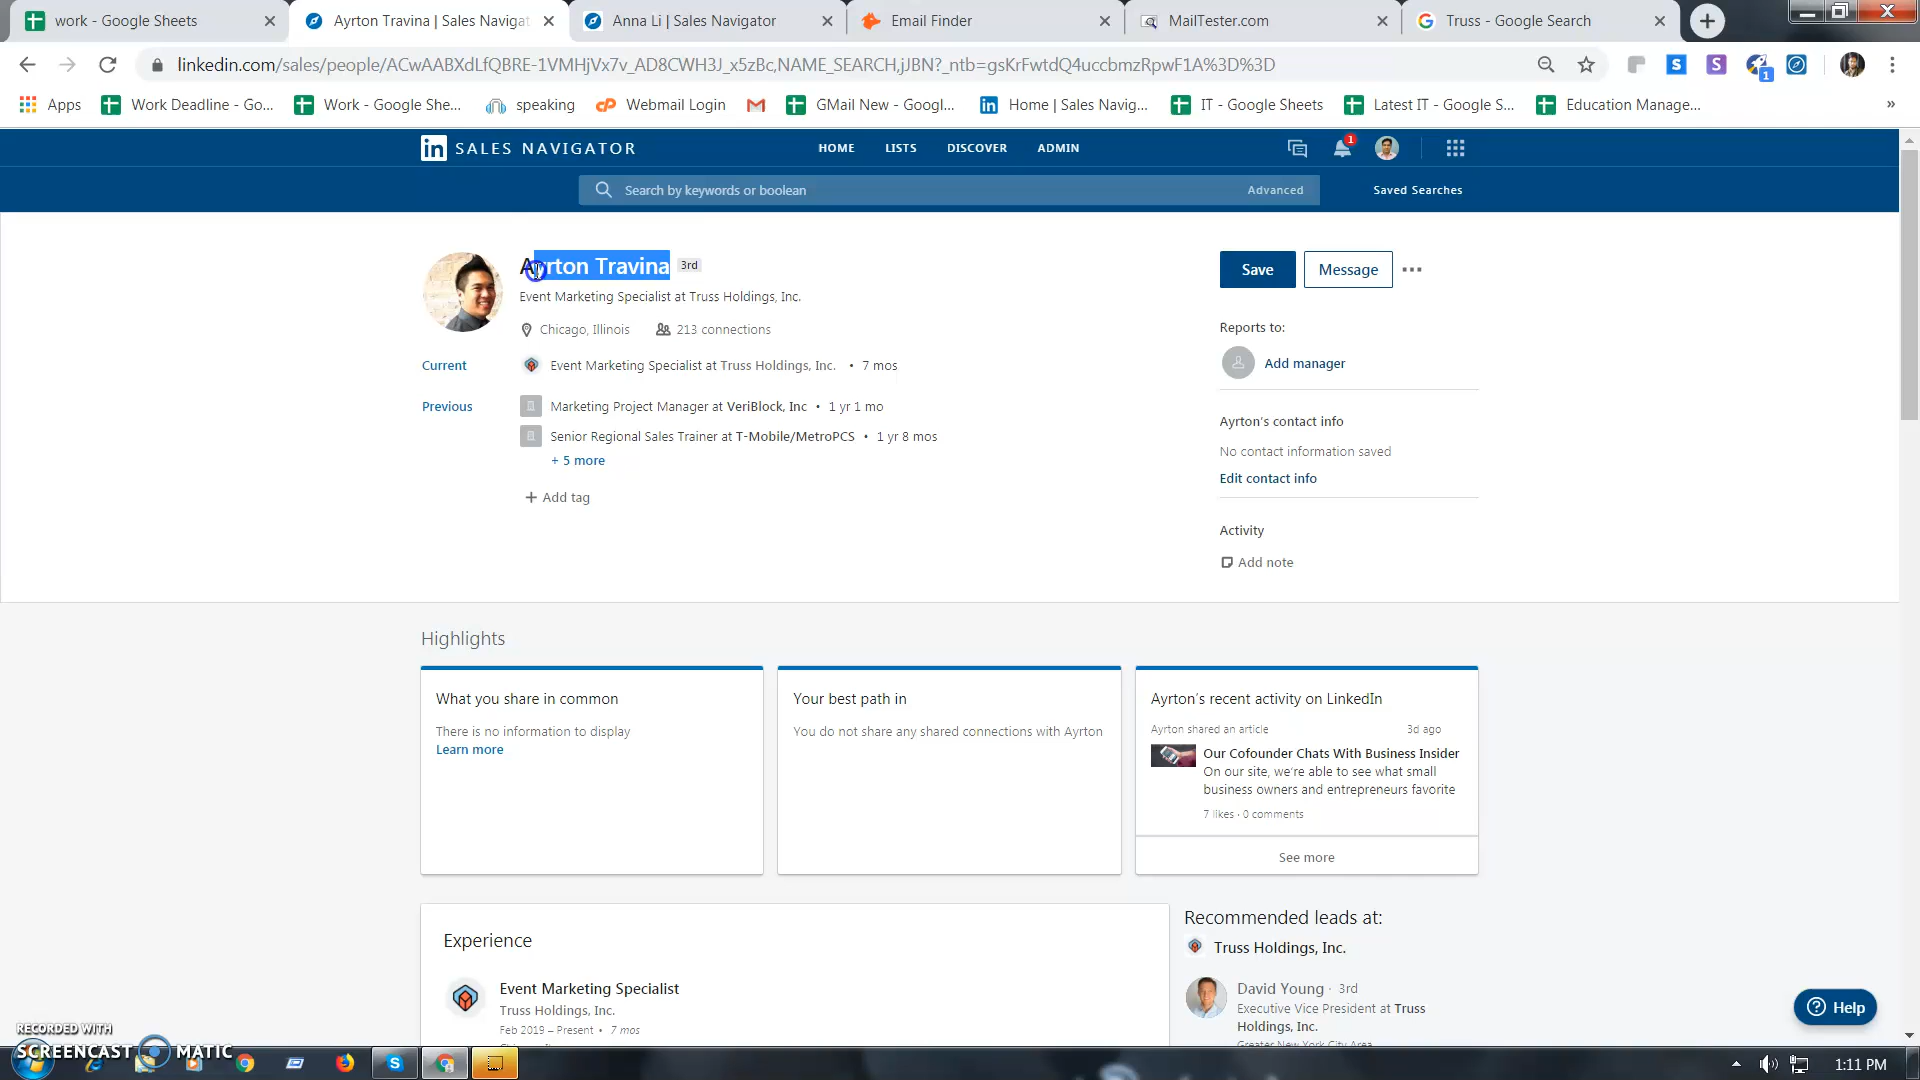 work - Google Sheets
Ayrton Travina | Sales Navigat
Anna Li | Sales Navigator
Email Finder
MailTester.com
Truss - Google Search
linkedin.com/sales/people/ACwAABXdLfQBRE-1VMHjVx7v_AD8CWH3J_x5zBc,NAME_SEARCH,jJBN?_ntb=gsKrFwtdQ4uccbmzRpwF1A%3D%3D
Apps
Work Deadline - Go...
Work - Google She...
speaking
Webmail Login
GMail New - Googl...
Home | Sales Navig...
IT - Google Sheets
Latest IT - Google S...
Education Manage...
»
in SALES NAVIGATOR
HOME
LISTS
DISCOVER
ADMIN
1
Search by keywords or boolean
Advanced
Saved Searches
Ayrton Travina 3rd
Event Marketing Specialist at Truss Holdings, Inc.
Chicago, Illinois
213 connections
Current
Event Marketing Specialist at Truss Holdings, Inc. • 7 mos
Previous
Marketing Project Manager at VeriBlock, Inc • 1 yr 1 mo
Senior Regional Sales Trainer at T-Mobile/MetroPCS • 1 yr 8 mos
+ 5 more
+ Add tag
Save
Message
Reports to:
Add manager
Ayrton's contact info
No contact information saved
Edit contact info
Activity
Add note
Highlights
What you share in common
There is no information to display
Learn more
Your best path in
You do not share any shared connections with Ayrton
Ayrton's recent activity on LinkedIn
Ayrton shared an article
3d ago
Our Cofounder Chats With Business Insider
On our site, we're able to see what small
business owners and entrepreneurs favorite
7 likes · 0 comments
See more
Experience
Event Marketing Specialist
Truss Holdings, Inc.
Feb 2019 – Present • 7 mos
Recommended leads at:
Truss Holdings, Inc.
David Young · 3rd
Executive Vice President at Truss
Holdings, Inc.
Greater New York City Area
Help
RECORDED WITH
SCREENCAST MATIC
1:11 PM